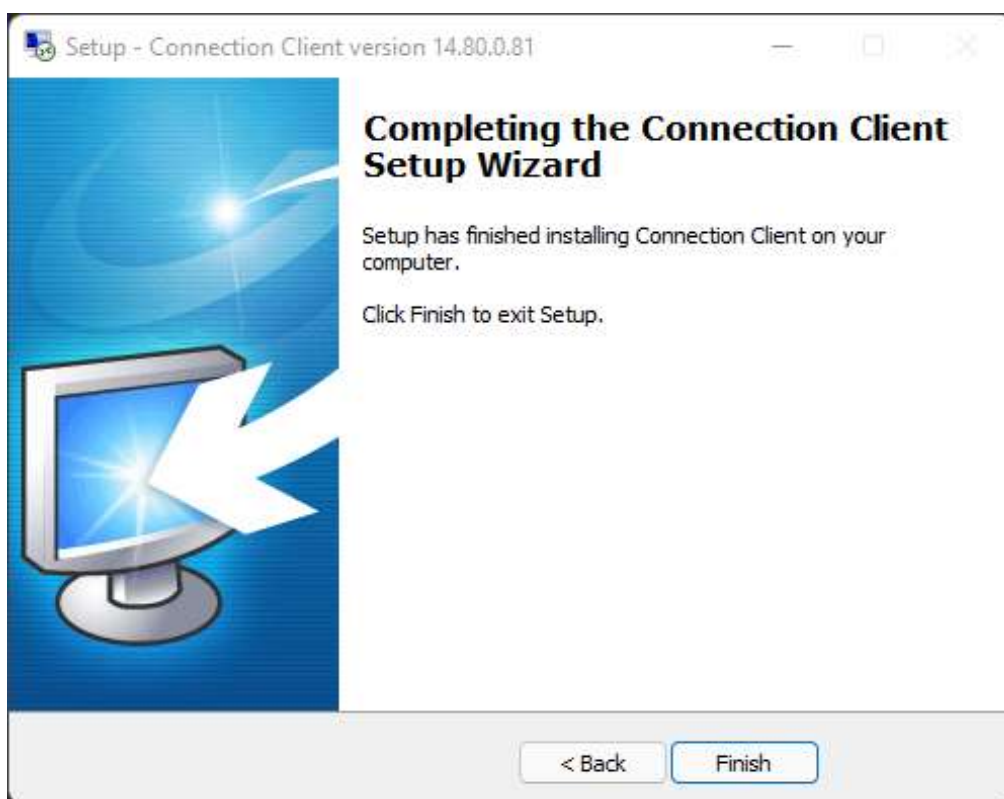 Setup - Connection Client version 14.80.0.81
Completing the Connection Client
Setup Wizard
Setup has finished installing Connection Client on your
computer.
Click Finish to exit Setup.
< Back
Finish